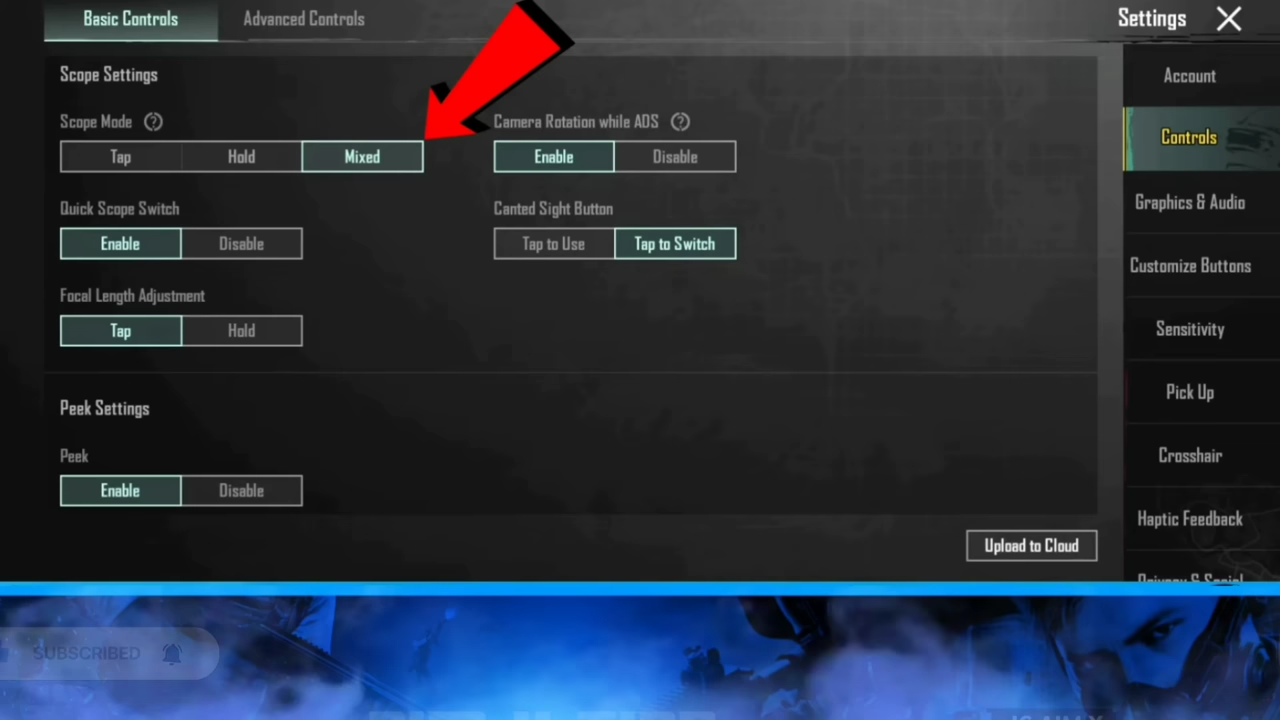 Basic Controls
Advanced Controls
Settings
Scope Settings
Scope Mode
Tap
Hold
Mixed
Camera Rotation while ADS
Enable
Disable
Quick Scope Switch
Enable
Disable
Canted Sight Button
Tap to Use
Tap to Switch
Focal Length Adjustment
Tap
Hold
Peek Settings
Peek
Enable
Disable
Upload to Cloud
Account
Controls
Graphics & Audio
Customize Buttons
Sensitivity
Pick Up
Crosshair
Haptic Feedback
Privacy & Social
SUBSCRIBED